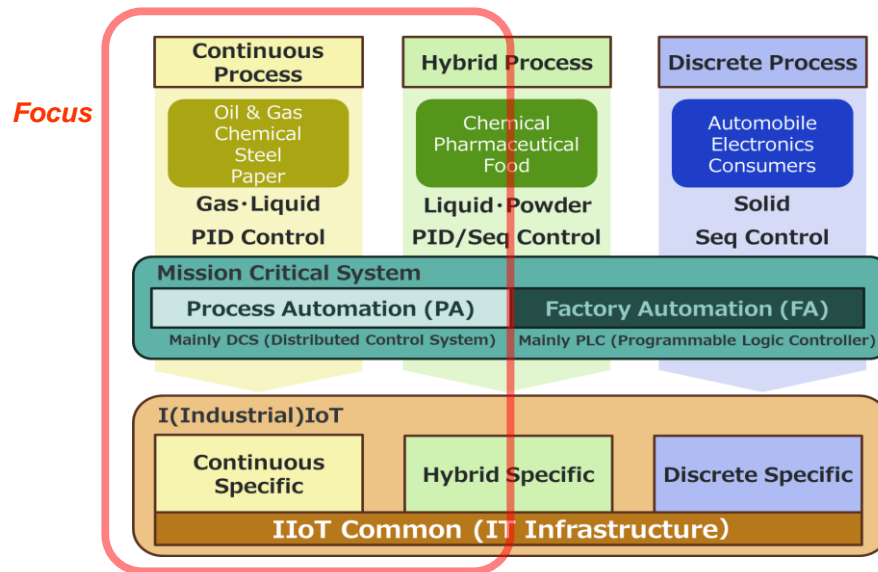 Focus
Continuous
Process
Hybrid Process
Discrete Process
Oil & Gas
Chemical
Steel
Paper
Chemical
Pharmaceutical
Food
Automobile
Electronics
Consumers
Gas･Liquid
PID Control
Liquid･Powder
PID/Seq Control
Solid
Seq Control
Mission Critical System
Process Automation (PA)
Factory Automation (FA)
Mainly DCS (Distributed Control System)
Mainly PLC (Programmable Logic Controller)
I(Industrial)IoT
Continuous
Specific
Hybrid Specific
Discrete Specific
IIoT Common (IT Infrastructure)